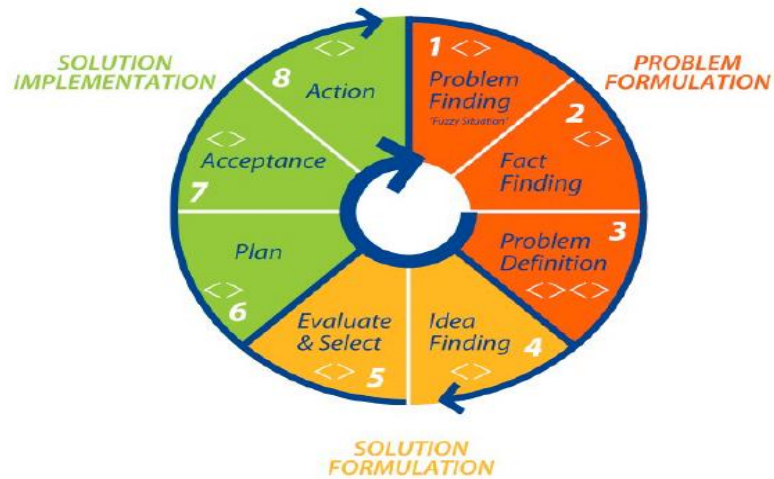 SOLUTION
IMPLEMENTATION
PROBLEM
FORMULATION
1 <>
Problem
Finding
"Fuzzy Situation"
2
<>
Fact
Finding
3
Problem
Definition
<> <>
4
Idea
Finding
<>
Evaluate
& Select
<> 5
Plan
<>
6
<>
Acceptance
7
<>
8 Action
SOLUTION
FORMULATION